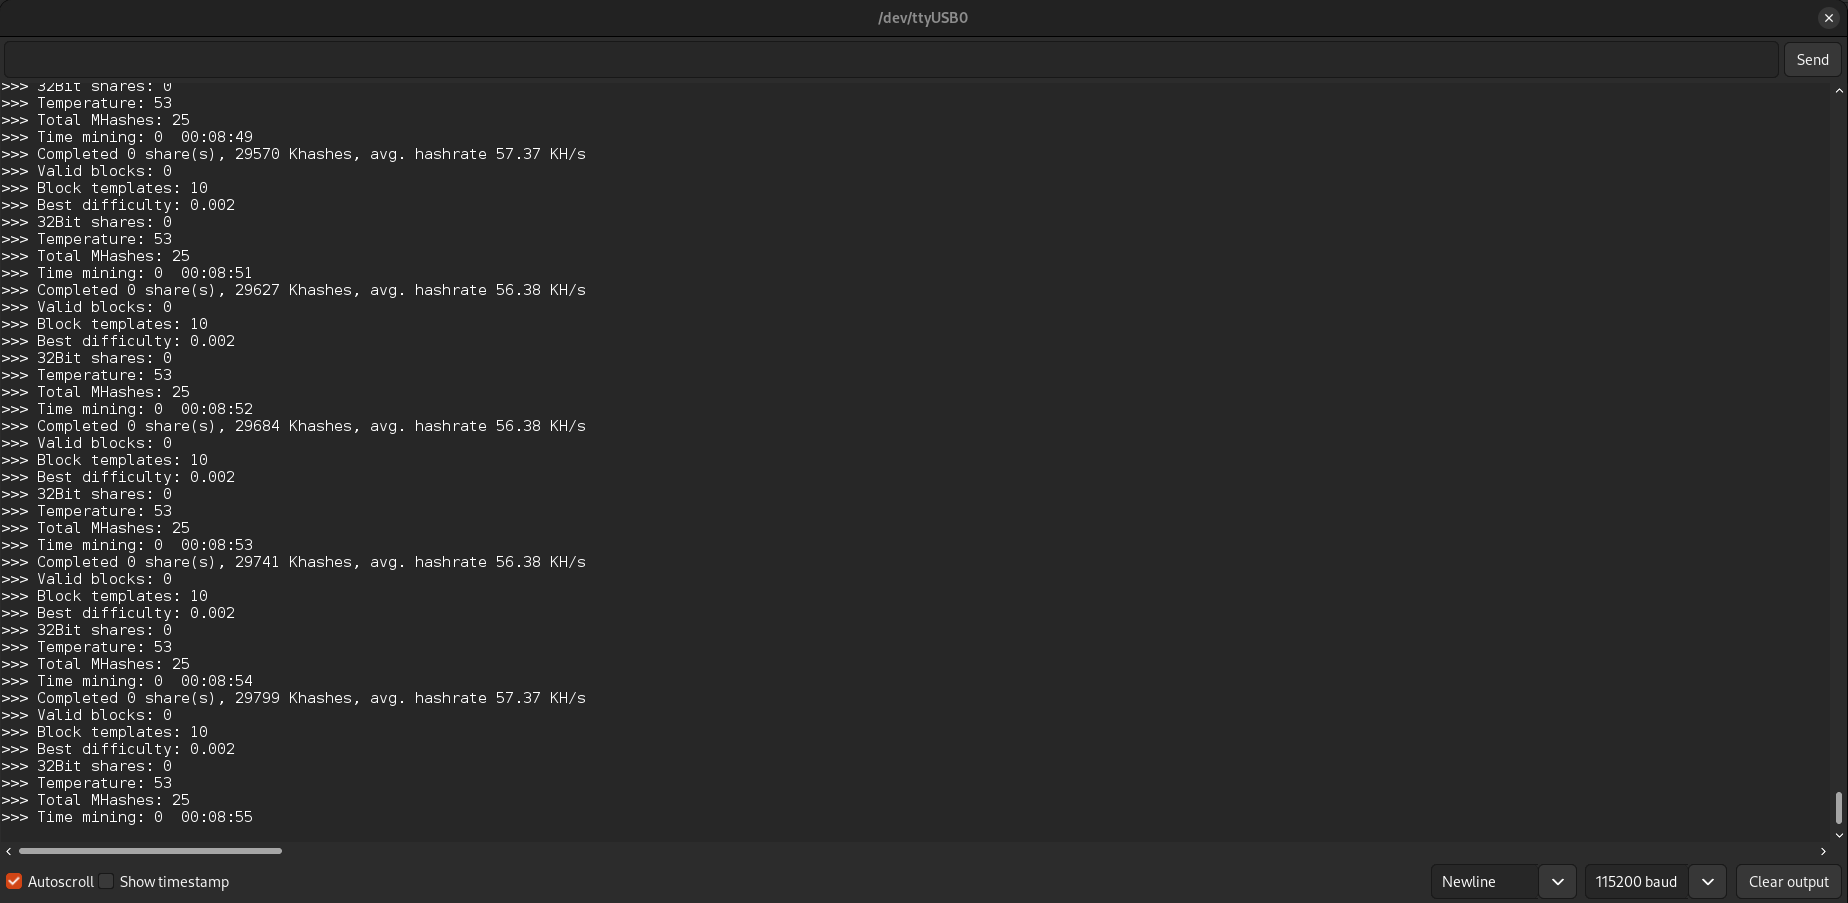 /dev/ttyUSB0
Send
>>> 32Bit shares: 0
>>> Temperature: 53
>>> Total MHashes: 25
>>> Time mining: 0  00:08:49
>>> Completed 0 share(s), 29570 Khashes, avg. hashrate 57.37 KH/s
>>> Valid blocks: 0
>>> Block templates: 10
>>> Best difficulty: 0.002
>>> 32Bit shares: 0
>>> Temperature: 53
>>> Total MHashes: 25
>>> Time mining: 0  00:08:51
>>> Completed 0 share(s), 29627 Khashes, avg. hashrate 56.38 KH/s
>>> Valid blocks: 0
>>> Block templates: 10
>>> Best difficulty: 0.002
>>> 32Bit shares: 0
>>> Temperature: 53
>>> Total MHashes: 25
>>> Time mining: 0  00:08:52
>>> Completed 0 share(s), 29684 Khashes, avg. hashrate 56.38 KH/s
>>> Valid blocks: 0
>>> Block templates: 10
>>> Best difficulty: 0.002
>>> 32Bit shares: 0
>>> Temperature: 53
>>> Total MHashes: 25
>>> Time mining: 0  00:08:53
>>> Completed 0 share(s), 29741 Khashes, avg. hashrate 56.38 KH/s
>>> Valid blocks: 0
>>> Block templates: 10
>>> Best difficulty: 0.002
>>> 32Bit shares: 0
>>> Temperature: 53
>>> Total MHashes: 25
>>> Time mining: 0  00:08:54
>>> Completed 0 share(s), 29799 Khashes, avg. hashrate 57.37 KH/s
>>> Valid blocks: 0
>>> Block templates: 10
>>> Best difficulty: 0.002
>>> 32Bit shares: 0
>>> Temperature: 53
>>> Total MHashes: 25
>>> Time mining: 0  00:08:55
Autoscroll Show timestamp Newline 115200 baud Clear output